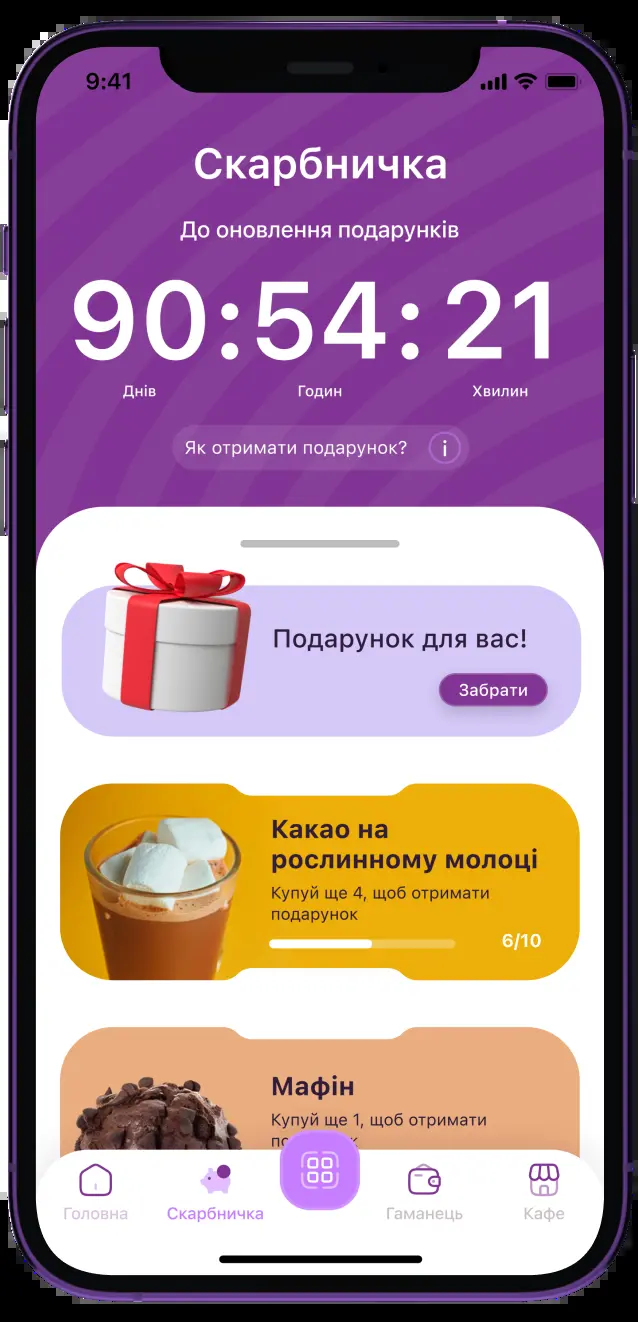 9:41
Скарбничка
До оновлення подарунків
90:54:21
Днів Годин Хвилин
Як отримати подарунок? i
Подарунок для вас!
Забрати
Какао на
рослинному молоці
Купуй ще 4, щоб отримати
подарунок
6/10
Мафін
Купуй ще 1, щоб отримати
Головна Скарбничка Гаманець Кафе